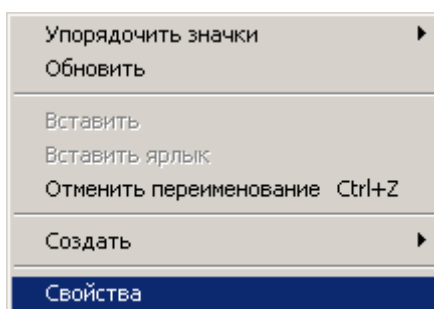 Упорядочить значки
Обновить
Вставить
Вставить ярлык
Отменить переименование Ctrl+Z
Создать
Свойства